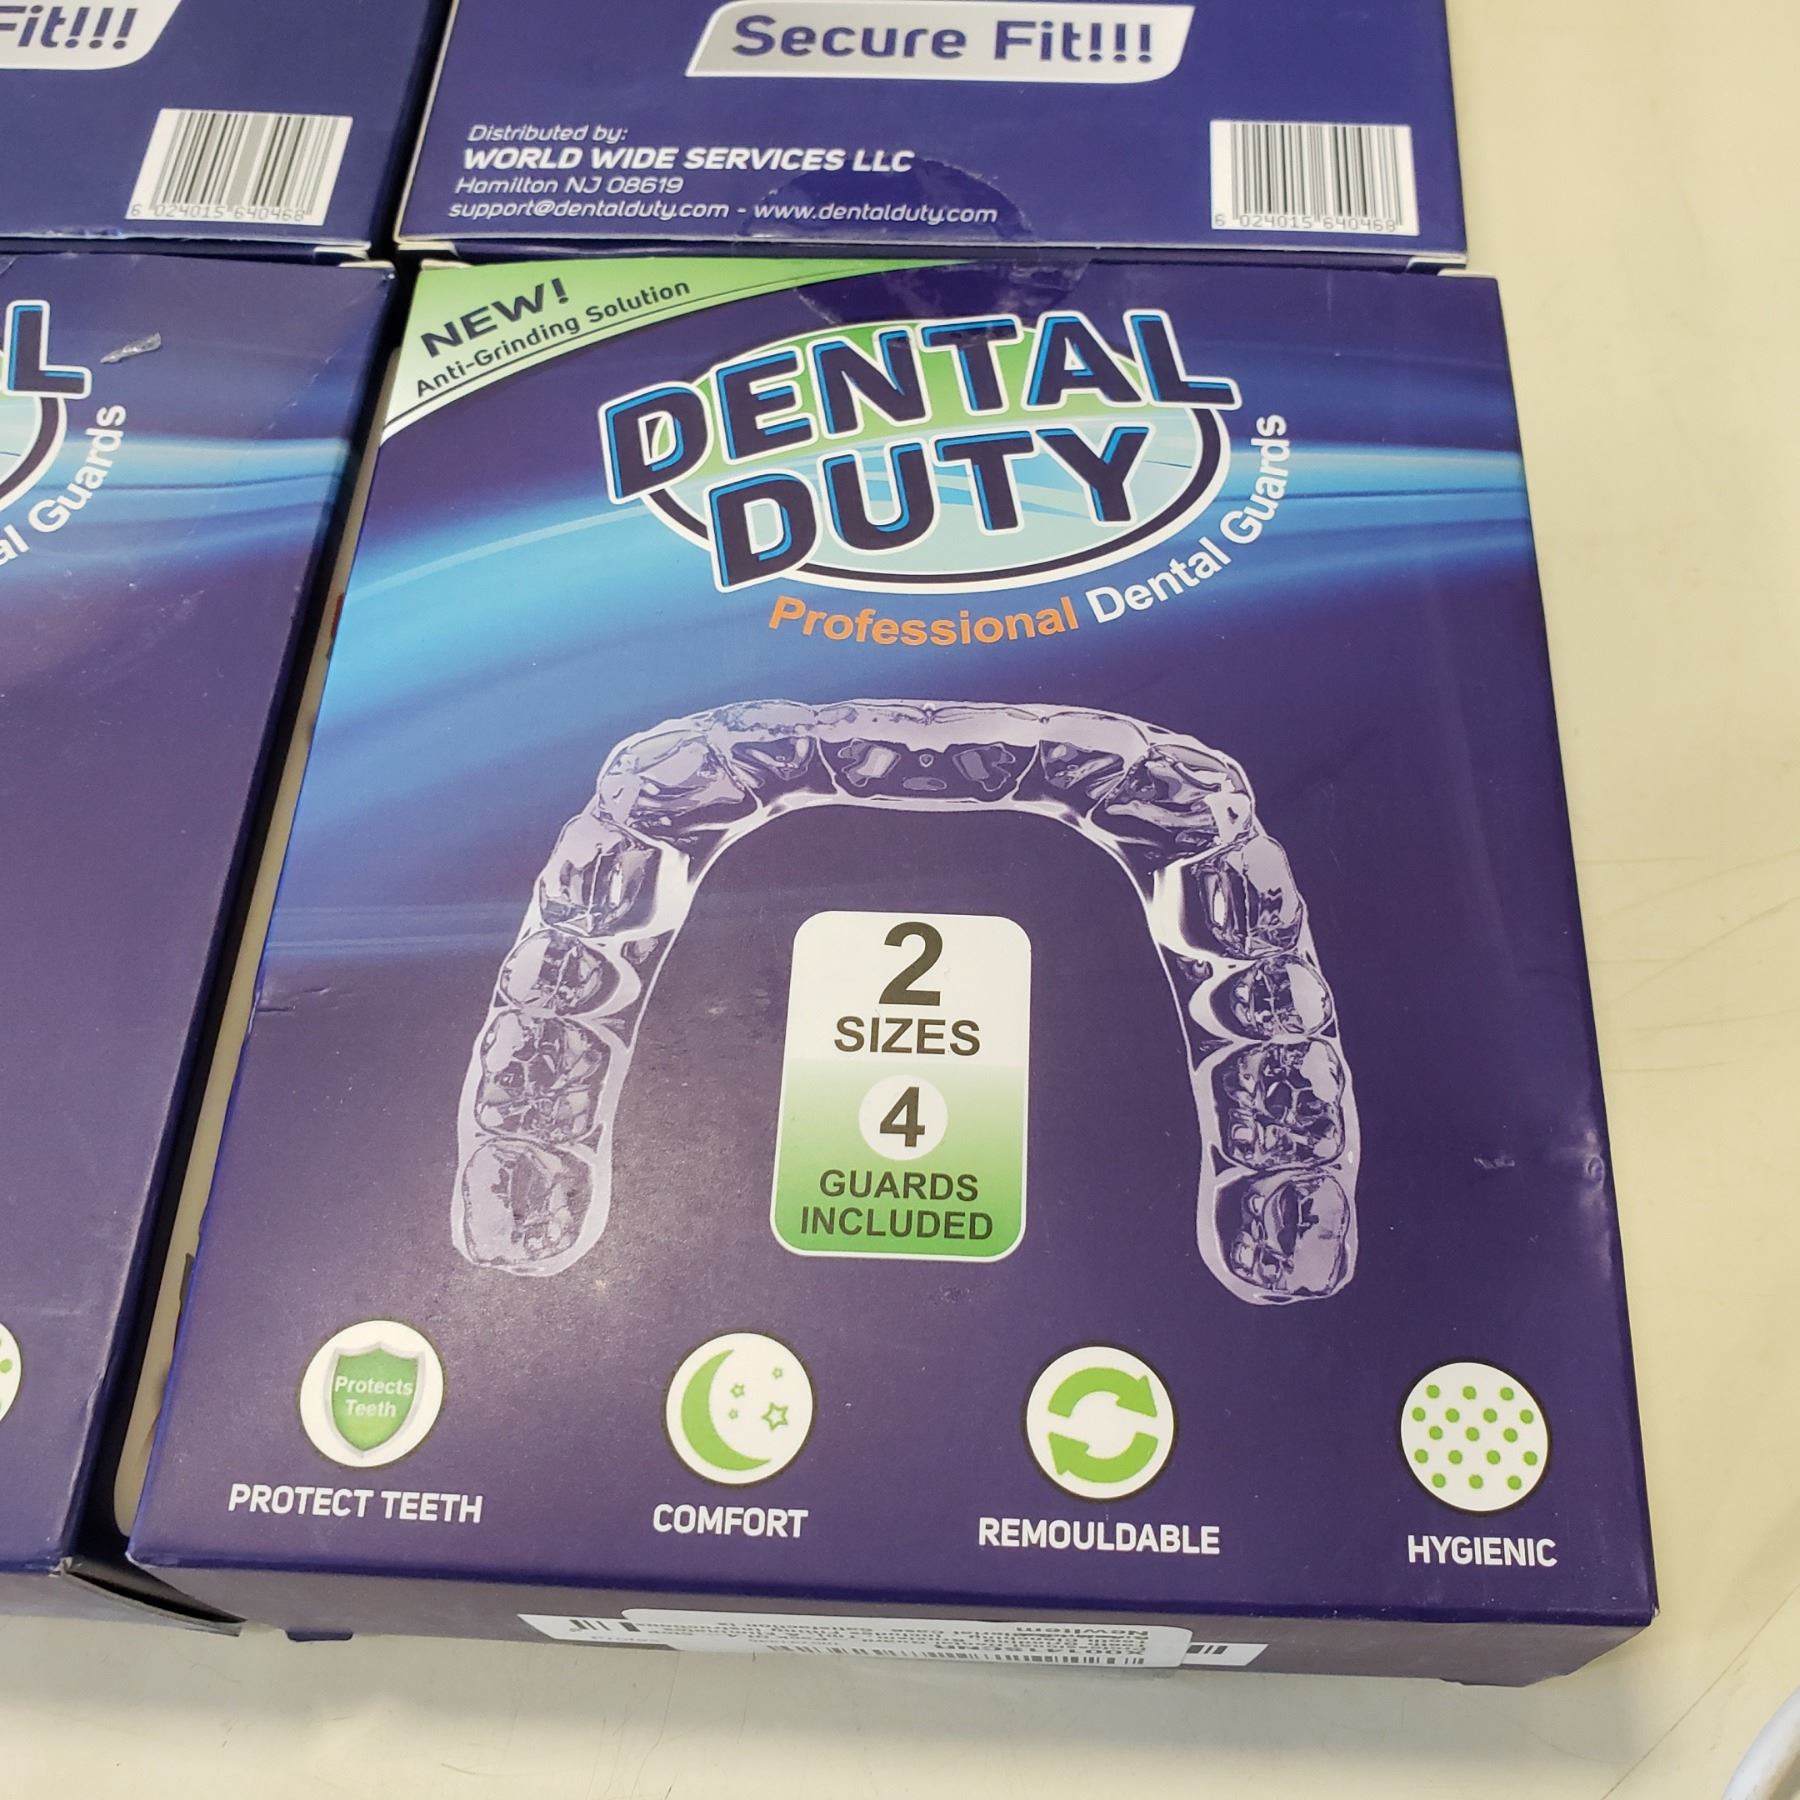 Fit!!!
6 024015 640468
Secure Fit!!!
Distributed by:
WORLD WIDE SERVICES LLC
Hamilton NJ 08619
support@dentalduty.com - www.dentalduty.com
6 024015 640468
L
al Guards
NEW!
Anti-Grinding Solution
DENTAL
DUTY
Professional Dental Guards
2
SIZES
4
GUARDS
INCLUDED
Protects
Teeth
PROTECT TEETH
COMFORT
REMOULDABLE
HYGIENIC